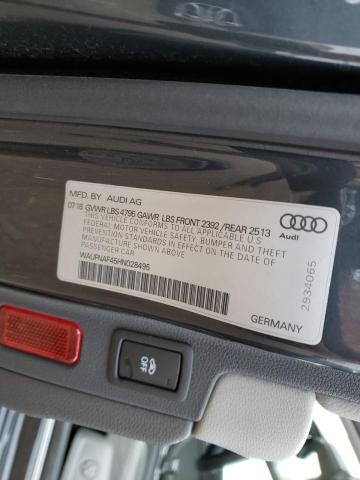 MFD. BY AUDI AG
07/16 GVWR LBS 4795 GAWR LBS FRONT 2392/REAR 2513
THIS VEHICLE CONFORMS TO ALL APPLICABLE U.S.
FEDERAL MOTOR VEHICLE SAFETY, BUMPER AND THEFT
PREVENTION STANDARDS IN EFFECT ON THE DATE OF
MANUFACTURE SHOWN ABOVE
PASSENGER CAR
WAUFNAF45HN028495
Audi
2934065
GERMANY
OFF